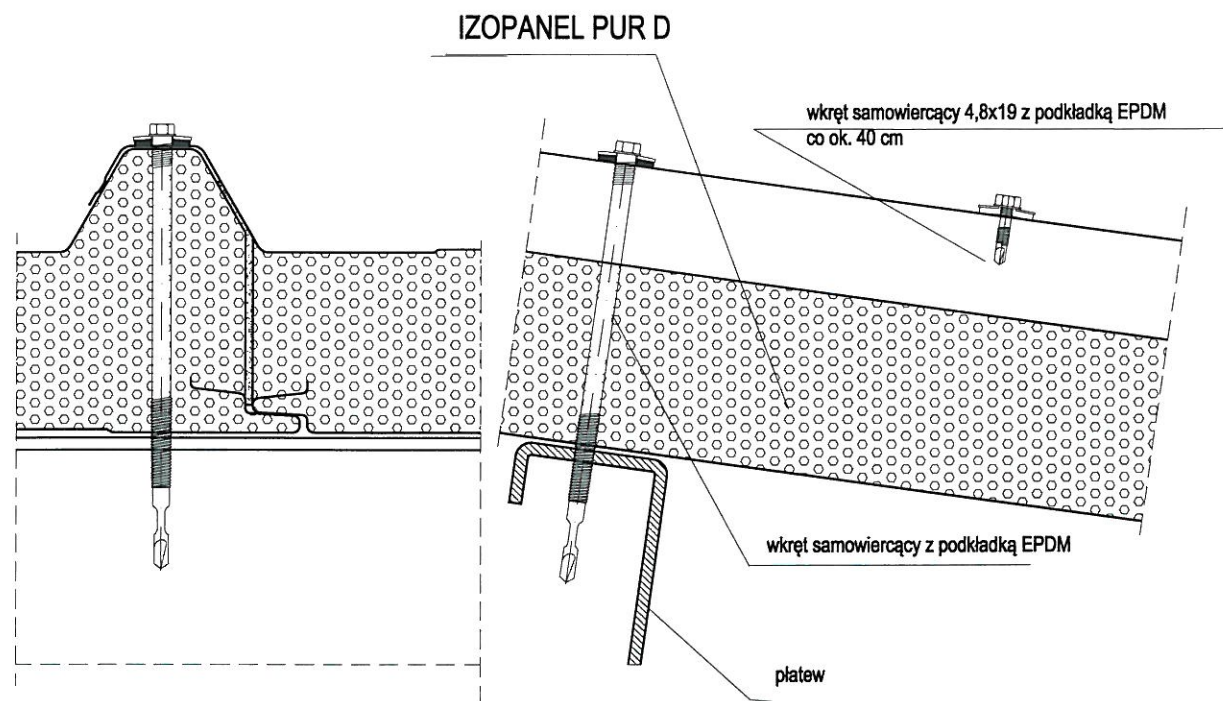 IZOPANEL PUR D
wkręt samowiercący 4,8x19 z podkładką EPDM
co ok. 40 cm
wkręt samowiercący z podkładką EPDM
płatew